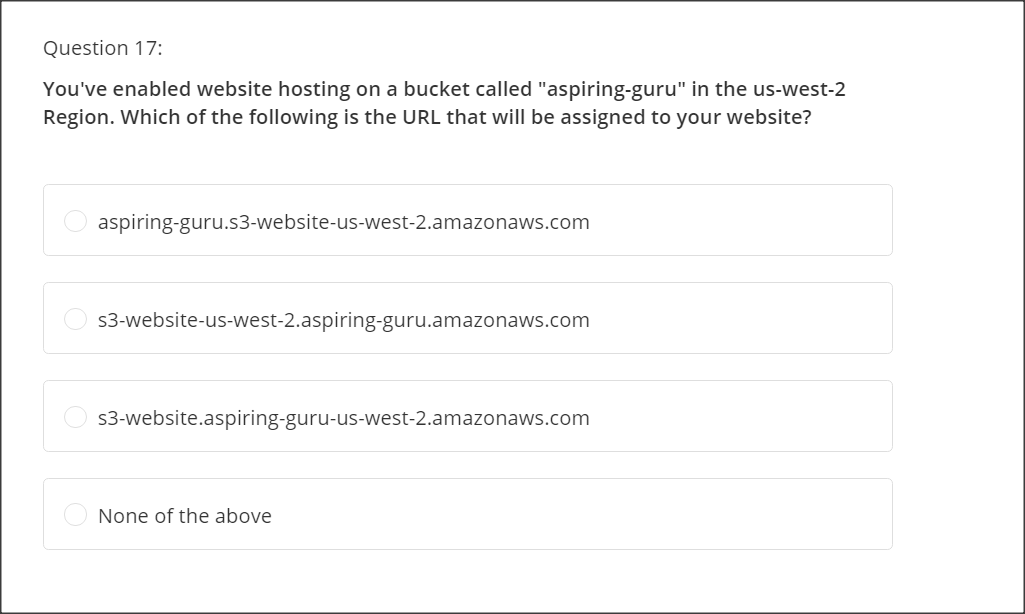 Question 17:
You've enabled website hosting on a bucket called "aspiring-guru" in the us-west-2
Region. Which of the following is the URL that will be assigned to your website?
aspiring-guru.s3-website-us-west-2.amazonaws.com
s3-website-us-west-2.aspiring-guru.amazonaws.com
s3-website.aspiring-guru-us-west-2.amazonaws.com
None of the above